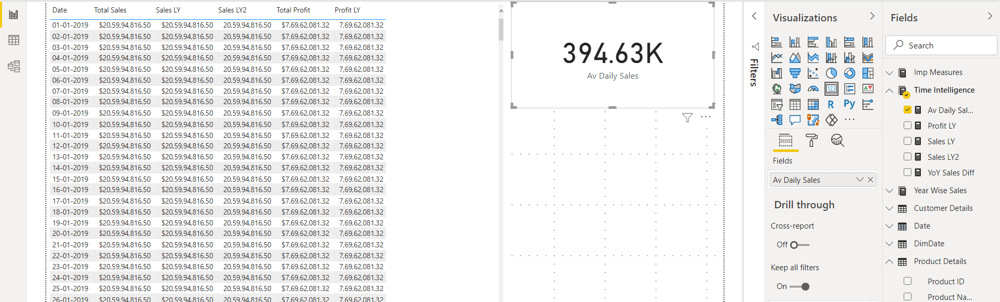 Date Total Sales Sales LY Sales LY2 Total Profit Profit LY
01-01-2019 $20,59,94,816.50 $20,59,94,816.50 20,59,94,816.50 $7,69,62,081.32 7,69,62,081.32
02-01-2019 $20,59,94,816.50 $20,59,94,816.50 20,59,94,816.50 $7,69,62,081.32 7,69,62,081.32
03-01-2019 $20,59,94,816.50 $20,59,94,816.50 20,59,94,816.50 $7,69,62,081.32 7,69,62,081.32
04-01-2019 $20,59,94,816.50 $20,59,94,816.50 20,59,94,816.50 $7,69,62,081.32 7,69,62,081.32
05-01-2019 $20,59,94,816.50 $20,59,94,816.50 20,59,94,816.50 $7,69,62,081.32 7,69,62,081.32
06-01-2019 $20,59,94,816.50 $20,59,94,816.50 20,59,94,816.50 $7,69,62,081.32 7,69,62,081.32
07-01-2019 $20,59,94,816.50 $20,59,94,816.50 20,59,94,816.50 $7,69,62,081.32 7,69,62,081.32
08-01-2019 $20,59,94,816.50 $20,59,94,816.50 20,59,94,816.50 $7,69,62,081.32 7,69,62,081.32
09-01-2019 $20,59,94,816.50 $20,59,94,816.50 20,59,94,816.50 $7,69,62,081.32 7,69,62,081.32
10-01-2019 $20,59,94,816.50 $20,59,94,816.50 20,59,94,816.50 $7,69,62,081.32 7,69,62,081.32
11-01-2019 $20,59,94,816.50 $20,59,94,816.50 20,59,94,816.50 $7,69,62,081.32 7,69,62,081.32
12-01-2019 $20,59,94,816.50 $20,59,94,816.50 20,59,94,816.50 $7,69,62,081.32 7,69,62,081.32
13-01-2019 $20,59,94,816.50 $20,59,94,816.50 20,59,94,816.50 $7,69,62,081.32 7,69,62,081.32
14-01-2019 $20,59,94,816.50 $20,59,94,816.50 20,59,94,816.50 $7,69,62,081.32 7,69,62,081.32
15-01-2019 $20,59,94,816.50 $20,59,94,816.50 20,59,94,816.50 $7,69,62,081.32 7,69,62,081.32
16-01-2019 $20,59,94,816.50 $20,59,94,816.50 20,59,94,816.50 $7,69,62,081.32 7,69,62,081.32
17-01-2019 $20,59,94,816.50 $20,59,94,816.50 20,59,94,816.50 $7,69,62,081.32 7,69,62,081.32
18-01-2019 $20,59,94,816.50 $20,59,94,816.50 20,59,94,816.50 $7,69,62,081.32 7,69,62,081.32
19-01-2019 $20,59,94,816.50 $20,59,94,816.50 20,59,94,816.50 $7,69,62,081.32 7,69,62,081.32
20-01-2019 $20,59,94,816.50 $20,59,94,816.50 20,59,94,816.50 $7,69,62,081.32 7,69,62,081.32
21-01-2019 $20,59,94,816.50 $20,59,94,816.50 20,59,94,816.50 $7,69,62,081.32 7,69,62,081.32
22-01-2019 $20,59,94,816.50 $20,59,94,816.50 20,59,94,816.50 $7,69,62,081.32 7,69,62,081.32
23-01-2019 $20,59,94,816.50 $20,59,94,816.50 20,59,94,816.50 $7,69,62,081.32 7,69,62,081.32
24-01-2019 $20,59,94,816.50 $20,59,94,816.50 20,59,94,816.50 $7,69,62,081.32 7,69,62,081.32
25-01-2019 $20,59,94,816.50 $20,59,94,816.50 20,59,94,816.50 $7,69,62,081.32 7,69,62,081.32
26-01-2019 $20,59,94,816.50 $20,59,94,816.50 20,59,94,816.50 $7,69,62,081.32 7,69,62,081.32
394.63K
Av Daily Sales
Filters
Visualizations
123
R
Py
Fields
Av Daily Sales
Drill through
Cross-report
Off
Keep all filters
On
Fields
Search
Imp Measures
Time Intelligence
Av Daily Sal...
Profit LY
Sales LY
Sales LY2
YoY Sales Diff
Year Wise Sales
Customer Details
Date
DimDate
Product Details
Product ID
Product Na...